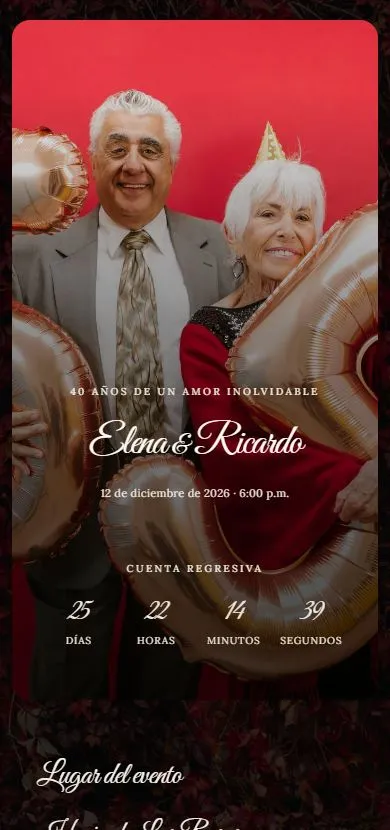 40 AÑOS DE UN AMOR INOLVIDABLE
Elena & Ricardo
12 de diciembre de 2026 · 6:00 p.m.
CUENTA REGRESIVA
25 22 14 39
DÍAS HORAS MINUTOS SEGUNDOS
Lugar del evento